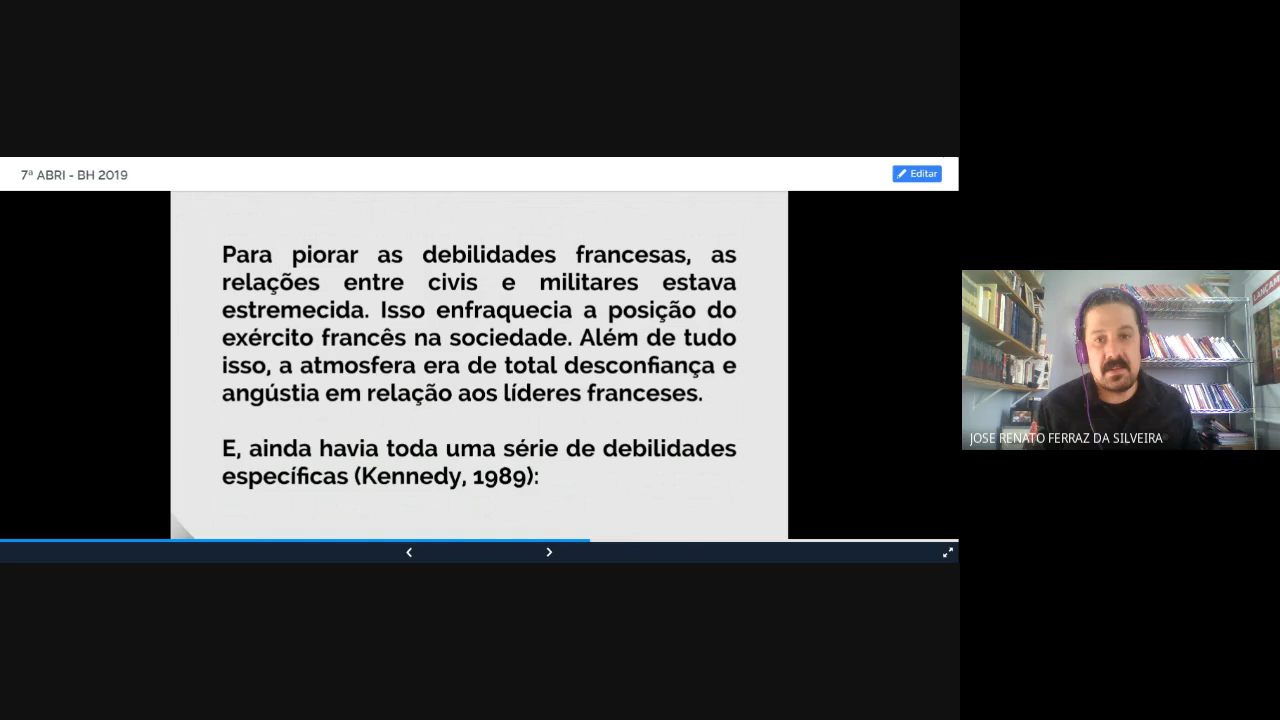 7ª ABRI - BH 2019
Editar
Para piorar as debilidades francesas, as
relações entre civis e militares estava
estremecida. Isso enfraquecia a posição do
exército francês na sociedade. Além de tudo
isso, a atmosfera era de total desconfiança e
angústia em relação aos líderes franceses.
E, ainda havia toda uma série de debilidades
específicas (Kennedy, 1989):
JOSE RENATO FERRAZ DA SILVEIRA